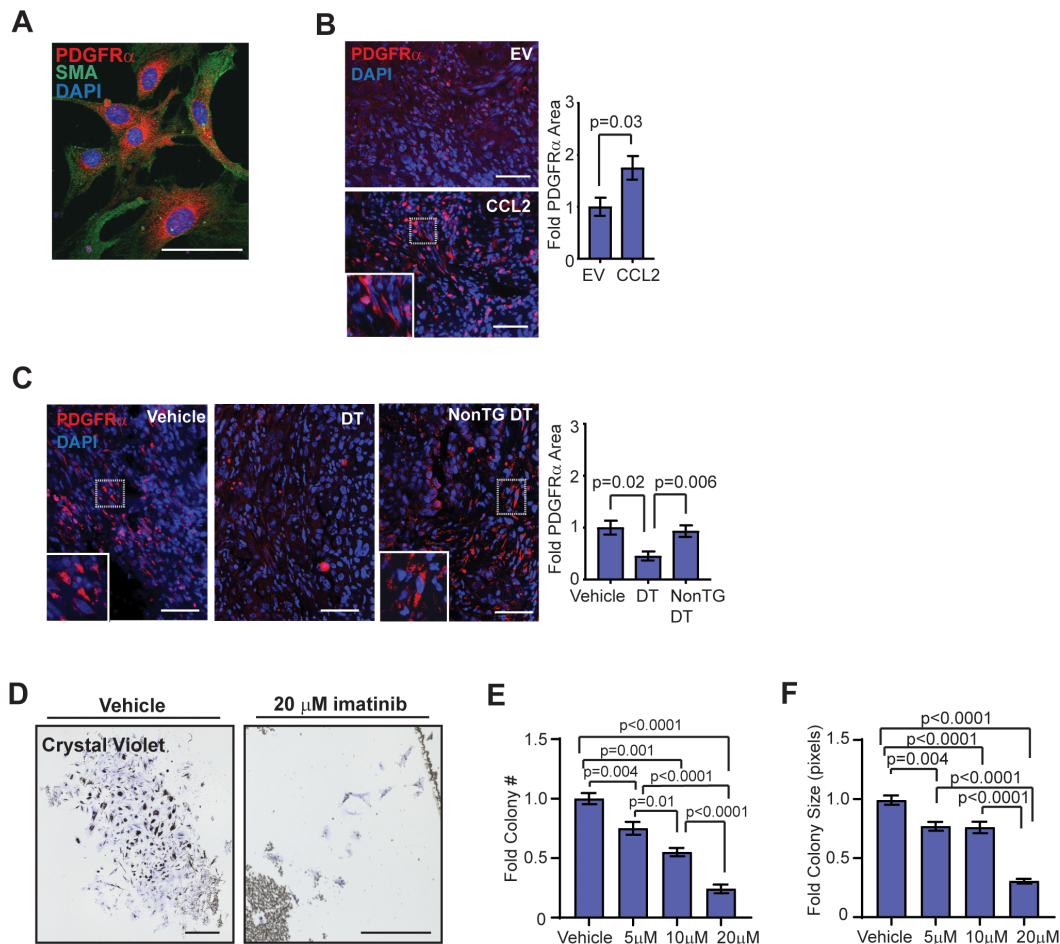 A
PDGFRα
SMA
DAPI
B
PDGFRα
DAPI
EV
CCL2
Fold PDGFRα Area
3
2
1
0
p=0.03
EV CCL2
C
PDGFRα
DAPI
Vehicle
DT
NonTG DT
Fold PDGFRα Area
3
2
1
0
p=0.02 p=0.006
Vehicle DT NonTG
DT
D
Vehicle
20 μM imatinib
Crystal Violet
E
Fold Colony #
1.5
1.0
0.5
0
p<0.0001
p=0.001
p=0.004 p<0.0001
p=0.01 p<0.0001
Vehicle 5μM 10μM 20μM
F
Fold Colony Size (pixels)
1.5
1.0
0.5
0
p<0.0001
p<0.0001
p=0.004 p<0.0001
p<0.0001
Vehicle 5μM 10μM 20μM